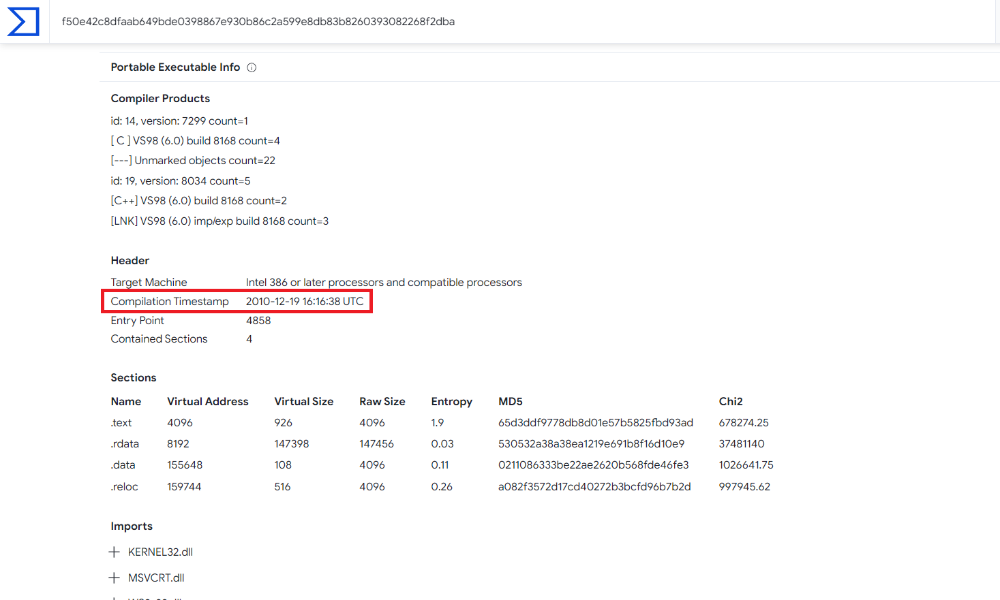 f50e42c8dfaab649bde0398867e930b86c2a599e8db83b8260393082268f2dba
Portable Executable Info
Compiler Products
id: 14, version: 7299 count=1
[ C ] VS98 (6.0) build 8168 count=4
[---] Unmarked objects count=22
id: 19, version: 8034 count=5
[C++] VS98 (6.0) build 8168 count=2
[LNK] VS98 (6.0) imp/exp build 8168 count=3
Header
Target Machine Intel 386 or later processors and compatible processors
Compilation Timestamp 2010-12-19 16:16:38 UTC
Entry Point 4858
Contained Sections 4
Sections
Name Virtual Address Virtual Size Raw Size Entropy MD5 Chi2
.text 4096 926 4096 1.9 65d3ddf9778db8d01e57b5825fbd93ad 678274.25
.rdata 8192 147398 147456 0.03 530532a38a38ea1219e691b8f16d10e9 37481140
.data 155648 108 4096 0.11 0211086333be22ae2620b568fde46fe3 1026641.75
.reloc 159744 516 4096 0.26 a082f3572d17cd40272b3bcfd96b7b2d 997945.62
Imports
KERNEL32.dll
MSVCRT.dll